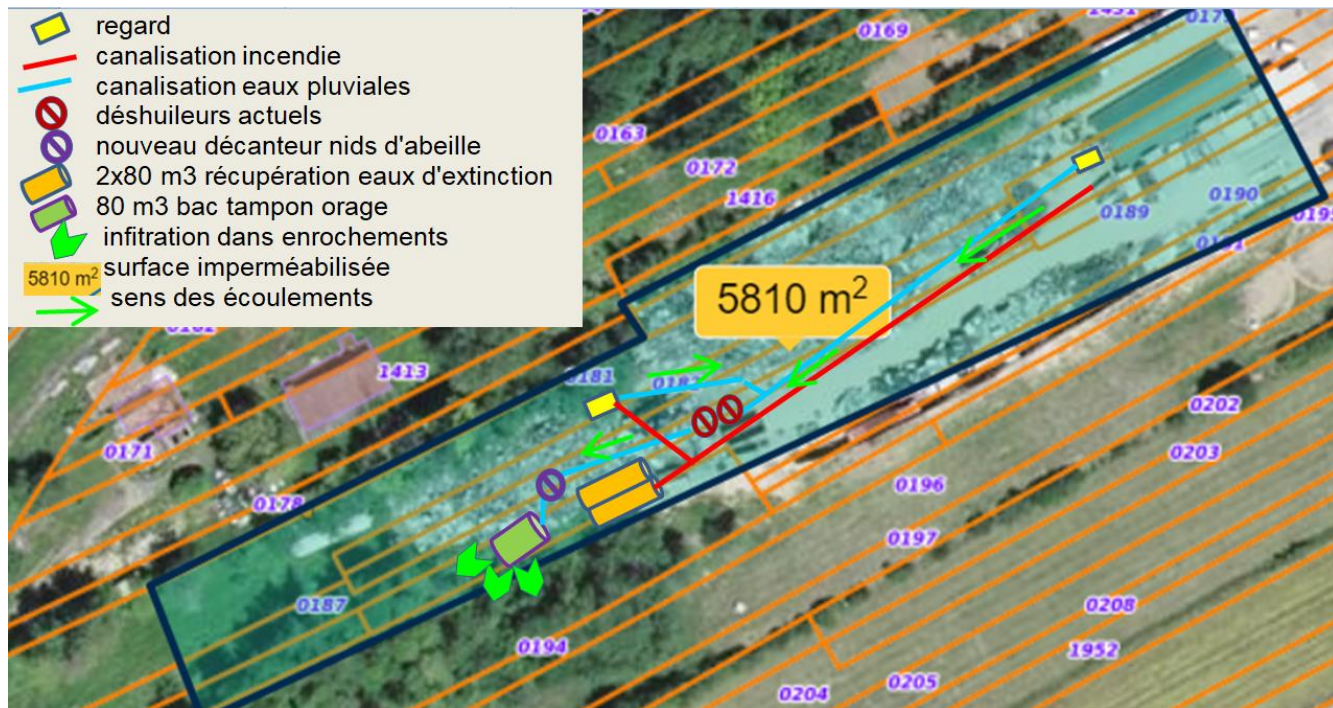 regard
canalisation incendie
canalisation eaux pluviales
déshuileurs actuels
nouveau décanteur nids d'abeille
2x80 m3 récupération eaux d'extinction
80 m3 bac tampon orage
infitration dans enrochements
5810 m² surface imperméabilisée
sens des écoulements
0169
0163
0172
1416
0189
0190
5810 m²
1413
0181
0171
0178
0202
0203
0196
0197
0187
0208
0194
1952
0205
0204